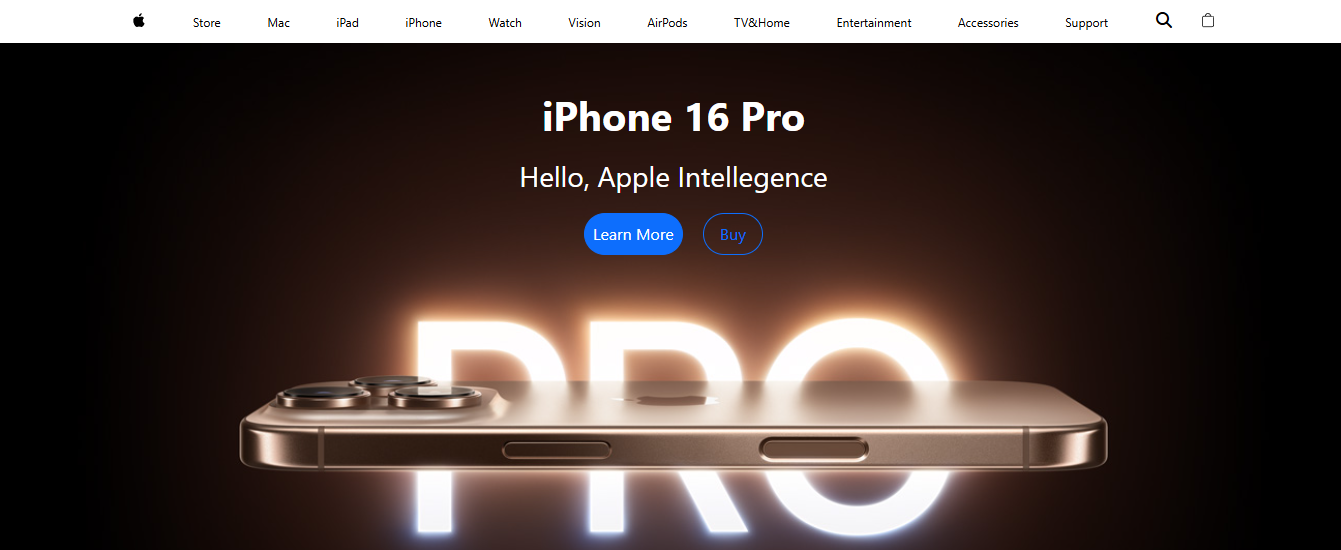 Store Mac iPad iPhone Watch Vision AirPods TV&Home Entertainment Accessories Support
iPhone 16 Pro
Hello, Apple Intellegence
Learn More Buy
PRO